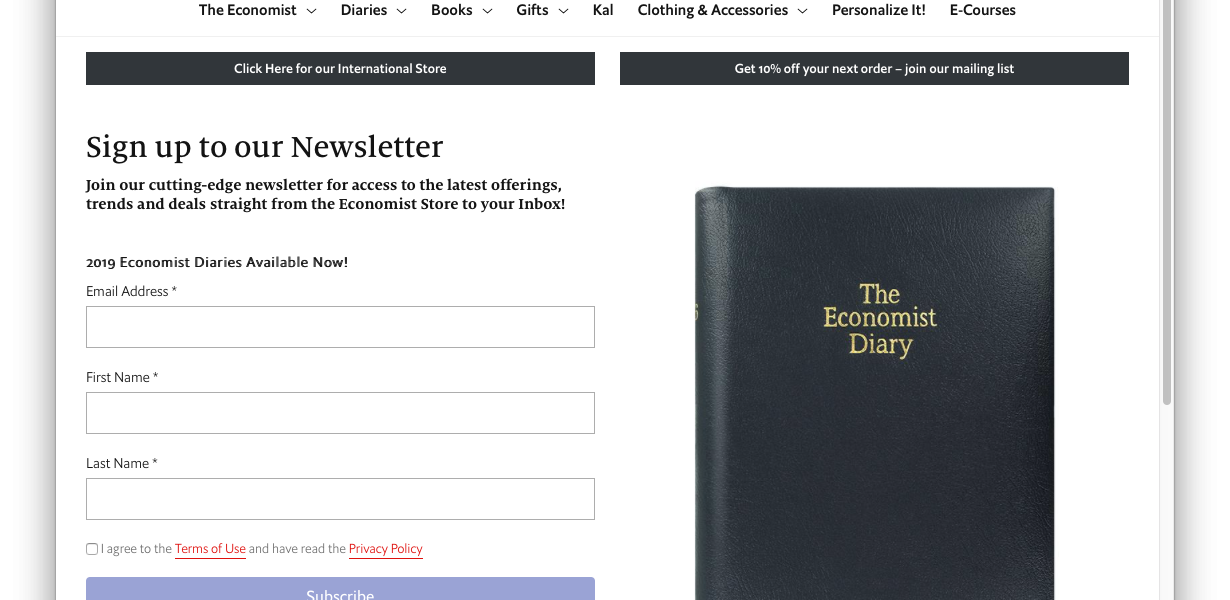 The Economist Diaries Books Gifts Kal Clothing & Accessories Personalize It! E-Courses
Click Here for our International Store
Get 10% off your next order – join our mailing list
Sign up to our Newsletter
Join our cutting-edge newsletter for access to the latest offerings,
trends and deals straight from the Economist Store to your Inbox!
2019 Economist Diaries Available Now!
Email Address *
First Name *
Last Name *
I agree to the Terms of Use and have read the Privacy Policy
Subscribe
The
Economist
Diary